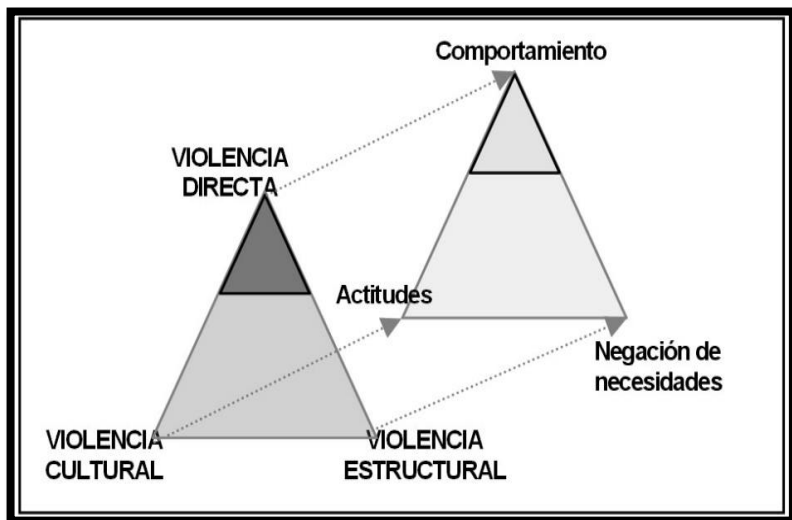 Comportamiento
VIOLENCIA
DIRECTA
Actitudes
Negación de
necesidades
VIOLENCIA
CULTURAL
VIOLENCIA
ESTRUCTURAL